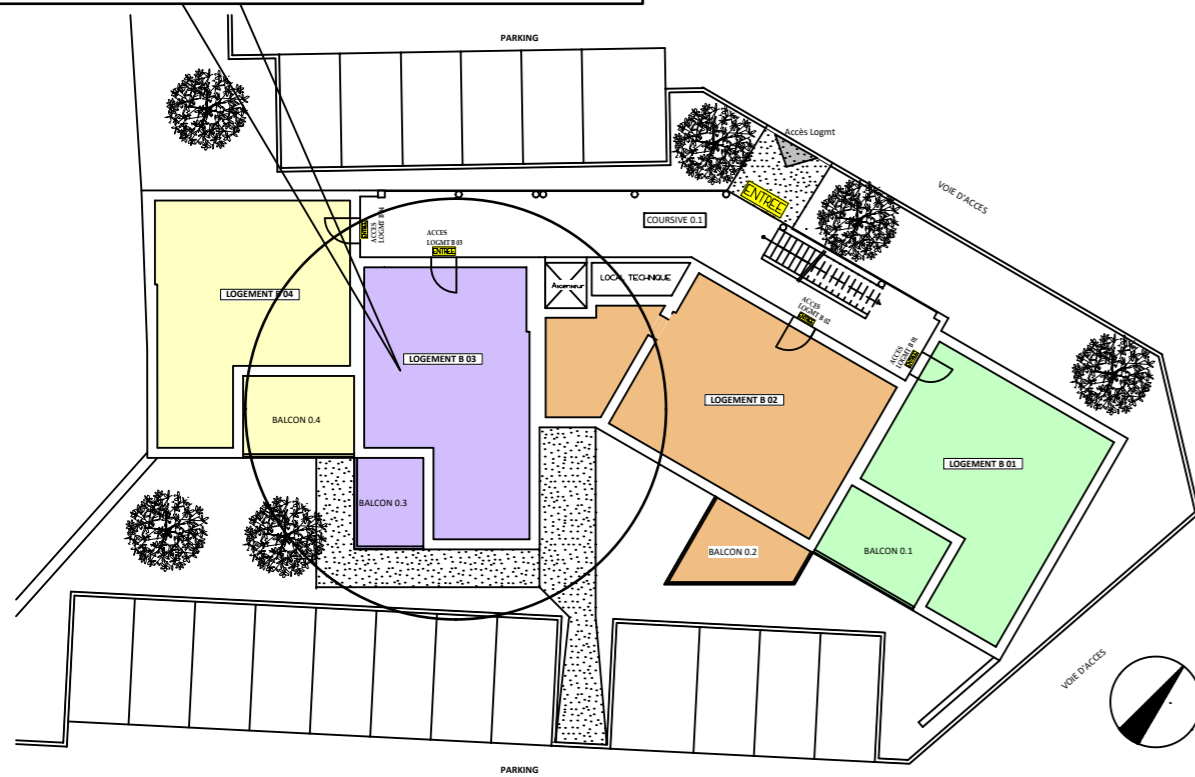 PARKING
Accès Logmt
VOIE D'ACCES
ENTREE
COURSIVE 0.1
ENTREE
ACCES
LOGMT B 04
ACCES
LOGMT B 03
ENTREE
Ascenseur
LOCAL TECHNIQUE
LOGEMENT B 04
ACCES
LOGMT B 02
ENTREE
ACCES
LOGMT B 01
ENTREE
LOGEMENT B 03
LOGEMENT B 02
BALCON 0.4
LOGEMENT B 01
BALCON 0.3
BALCON 0.2
BALCON 0.1
VOIE D'ACCES
PARKING